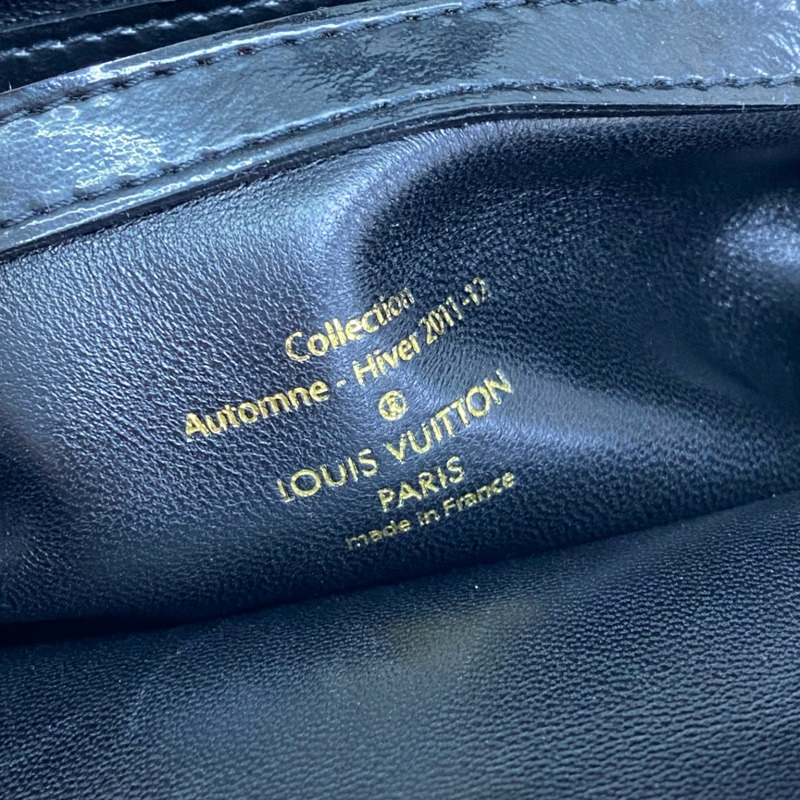 Collection
Automne - Hiver 2011-12
®
LOUIS VUITTON
PARIS
made in France